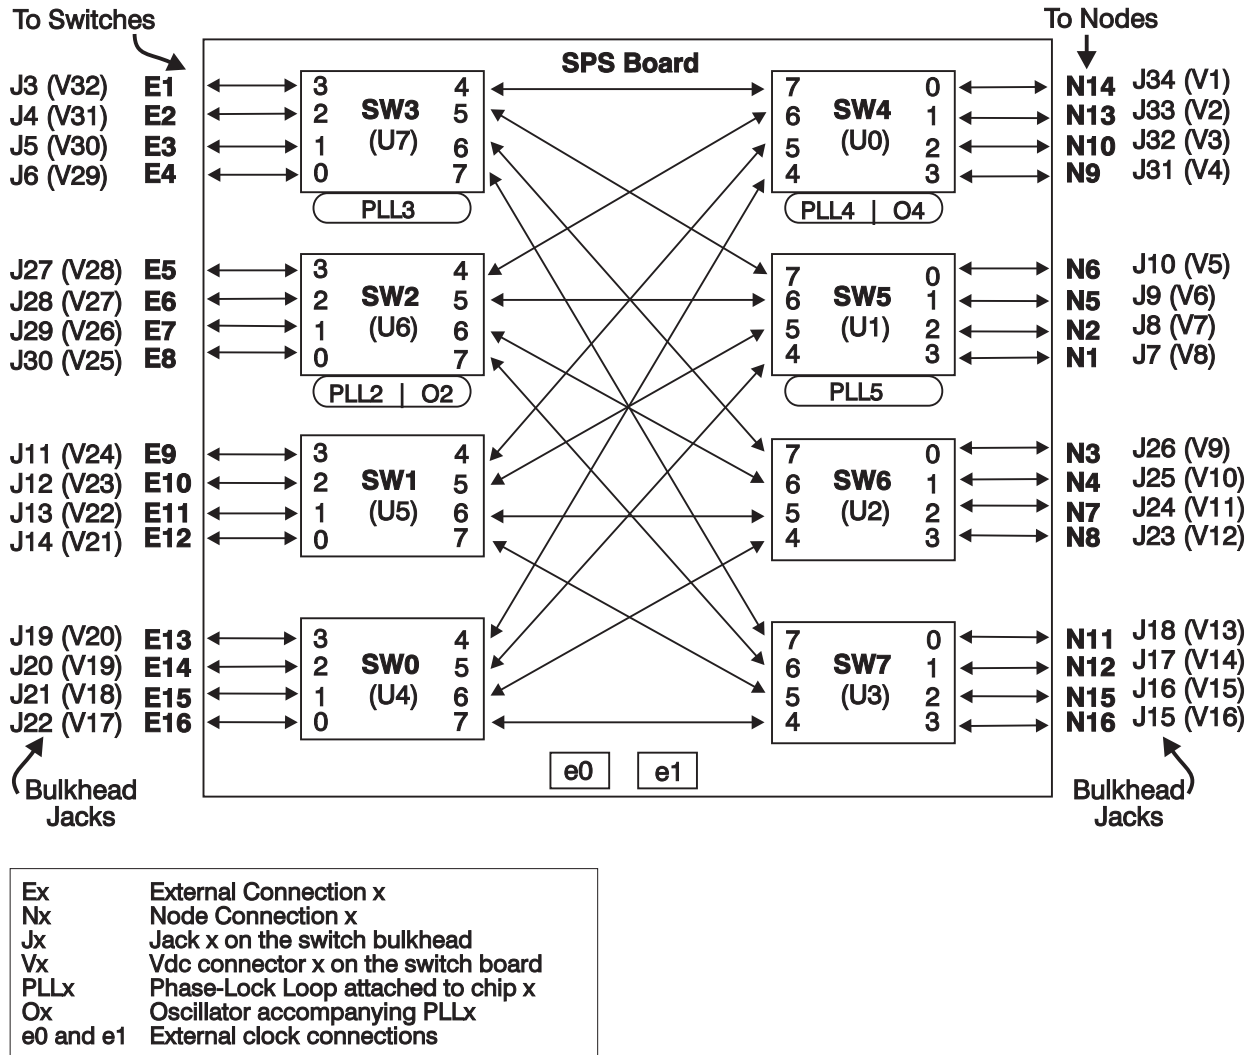 To Switches
To Nodes
SPS Board
J3 (V32) E1
J4 (V31) E2
J5 (V30) E3
J6 (V29) E4
3 SW3 4
2 (U7) 5
1 6
0 7
PLL3
7 SW4 0
6 (U0) 1
5 2
4 3
PLL4 | O4
N14 J34 (V1)
N13 J33 (V2)
N10 J32 (V3)
N9 J31 (V4)
J27 (V28) E5
J28 (V27) E6
J29 (V26) E7
J30 (V25) E8
3 SW2 4
2 (U6) 5
1 6
0 7
PLL2 | O2
7 SW5 0
6 (U1) 1
5 2
4 3
PLL5
N6 J10 (V5)
N5 J9 (V6)
N2 J8 (V7)
N1 J7 (V8)
J11 (V24) E9
J12 (V23) E10
J13 (V22) E11
J14 (V21) E12
3 SW1 4
2 (U5) 5
1 6
0 7
7 SW6 0
6 (U2) 1
5 2
4 3
N3 J26 (V9)
N4 J25 (V10)
N7 J24 (V11)
N8 J23 (V12)
J19 (V20) E13
J20 (V19) E14
J21 (V18) E15
J22 (V17) E16
3 SW0 4
2 (U4) 5
1 6
0 7
7 SW7 0
6 (U3) 1
5 2
4 3
N11 J18 (V13)
N12 J17 (V14)
N15 J16 (V15)
N16 J15 (V16)
e0 e1
Bulkhead
Jacks
Bulkhead
Jacks
Ex External Connection x
Nx Node Connection x
Jx Jack x on the switch bulkhead
Vx Vdc connector x on the switch board
PLLx Phase-Lock Loop attached to chip x
Ox Oscillator accompanying PLLx
e0 and e1 External clock connections